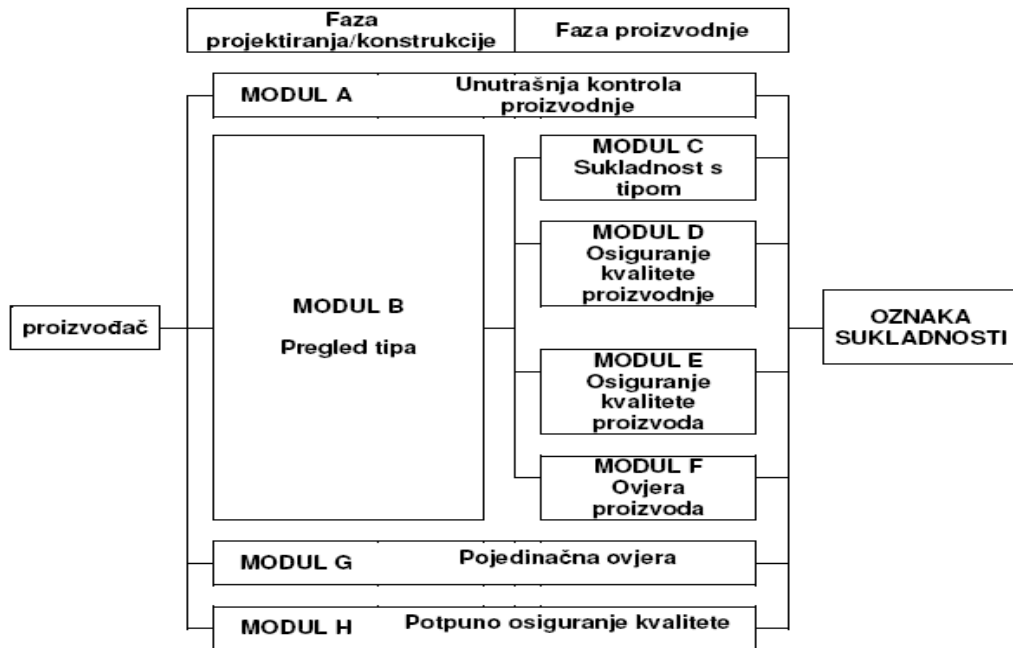 Faza
projektiranja/konstrukcije
Faza proizvodnje
MODUL A
Unutrašnja kontrola
proizvodnje
proizvođač
MODUL B
Pregled tipa
MODUL C
Sukladnost s
tipom
MODUL D
Osiguranje
kvalitete
proizvodnje
MODUL E
Osiguranje
kvalitete
proizvoda
MODUL F
Ovjera
proizvoda
OZNAKA
SUKLADNOSTI
MODUL G
Pojedinačna ovjera
MODUL H
Potpuno osiguranje kvalitete